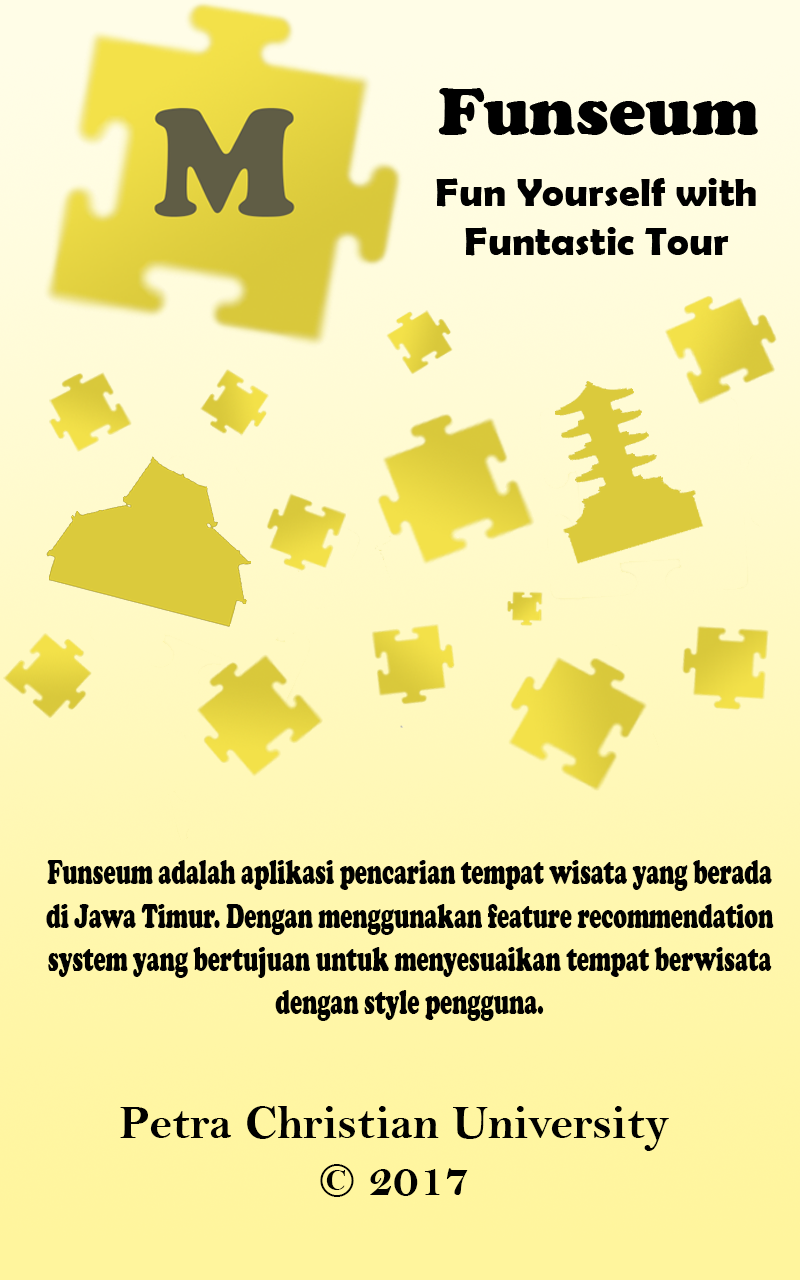 M
Funseum
Fun Yourself with
Funtastic Tour
Funseum adalah aplikasi pencarian tempat wisata yang berada
di Jawa Timur. Dengan menggunakan feature recommendation
system yang bertujuan untuk menyesuaikan tempat berwisata
dengan style pengguna.
Petra Christian University
© 2017